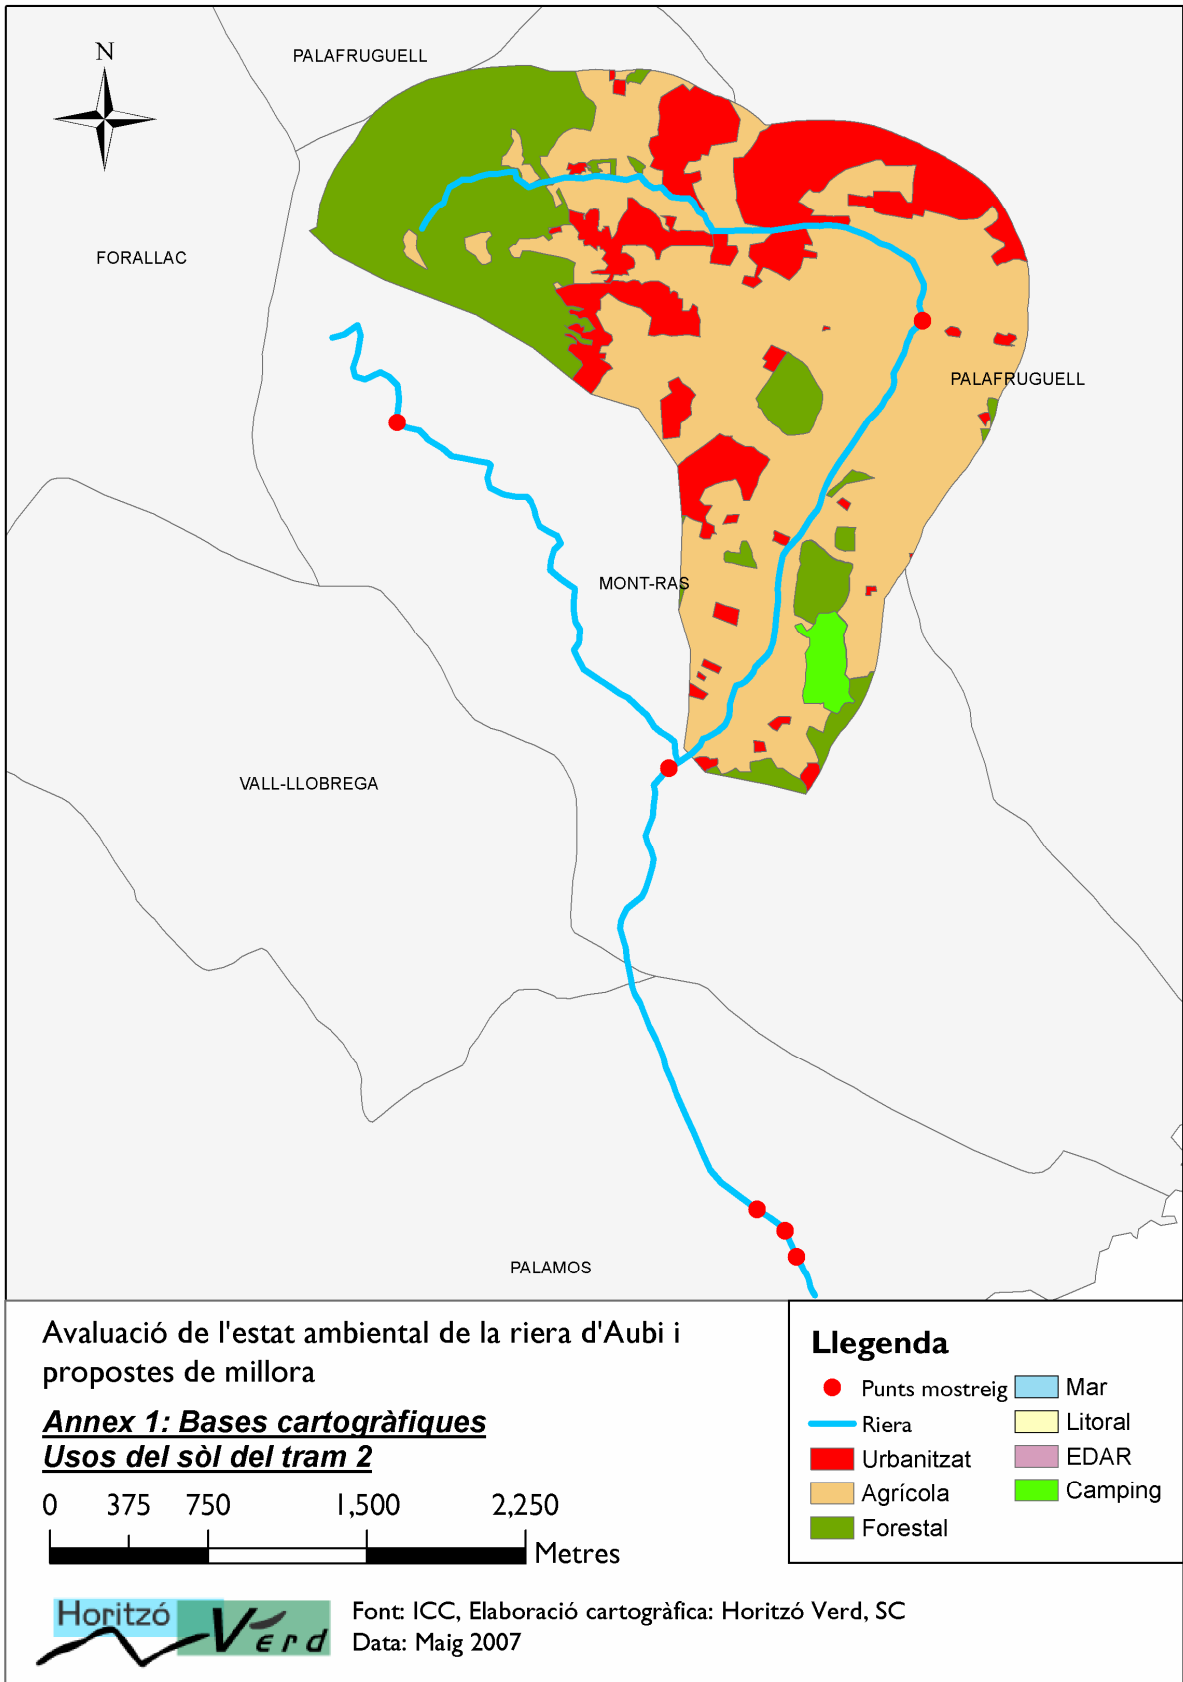 N
PALAFRUGUELL
FORALLAC
PALAFRUGUELL
MONT-RAS
VALL-LLOBREGA
PALAMOS
Avaluació de l'estat ambiental de la riera d'Aubi i
propostes de millora
Annex 1: Bases cartogràfiques
Usos del sòl del tram 2
0 375 750 1,500 2,250
Metres
Horitzó
Verd
Font: ICC, Elaboració cartogràfica: Horitzó Verd, SC
Data: Maig 2007
Llegenda
Punts mostreig
Riera
Urbanitzat
Agrícola
Forestal
Mar
Litoral
EDAR
Camping